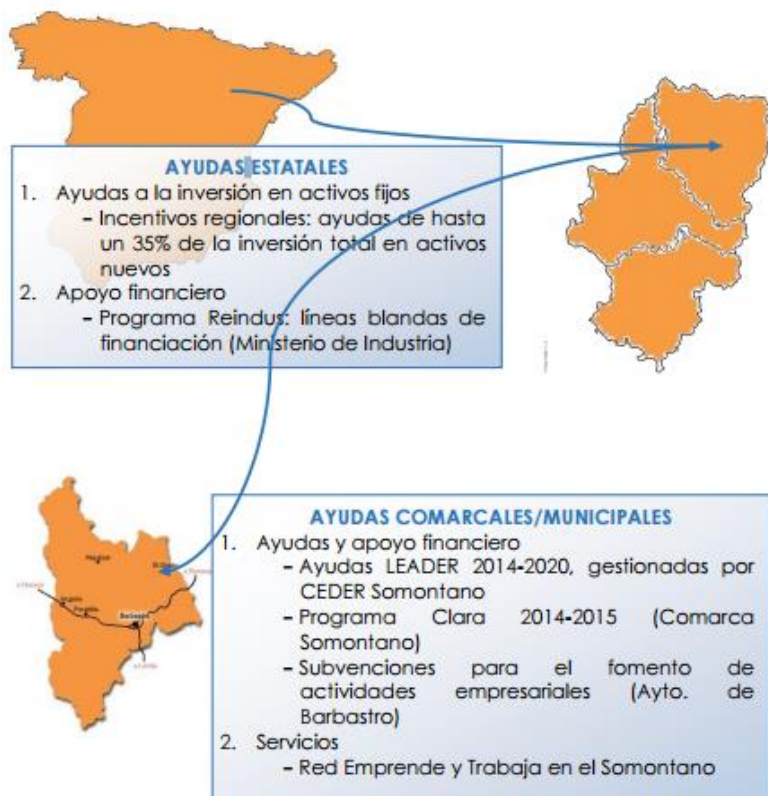 AYUDAS ESTATALES
1. Ayudas a la inversión en activos fijos
- Incentivos regionales: ayudas de hasta
un 35% de la inversión total en activos
nuevos
2. Apoyo financiero
- Programa Reindus: líneas blandas de
financiación (Ministerio de Industria)
Barbastro
AYUDAS COMARCALES/MUNICIPALES
1. Ayudas y apoyo financiero
- Ayudas LEADER 2014-2020, gestionadas por
CEDER Somontano
- Programa Clara 2014-2015 (Comarca
Somontano)
- Subvenciones para el fomento de
actividades empresariales (Ayto. de
Barbastro)
2. Servicios
- Red Emprende y Trabaja en el Somontano